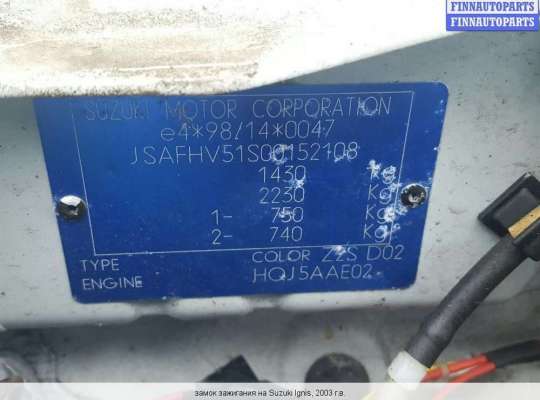 FINNAUTOPARTS
FINNAUTOPARTS
SUZUKI MOTOR CORPORATION
e4*98/14*0047
JSAFHV51S00152108
1430 kg
2230 Kg
1- 750 Kg
2- 740 Kg
COLOR Z2S D02
TYPE HQJ5AAE02
ENGINE
замок зажигания на Suzuki Ignis, 2003 г.в.